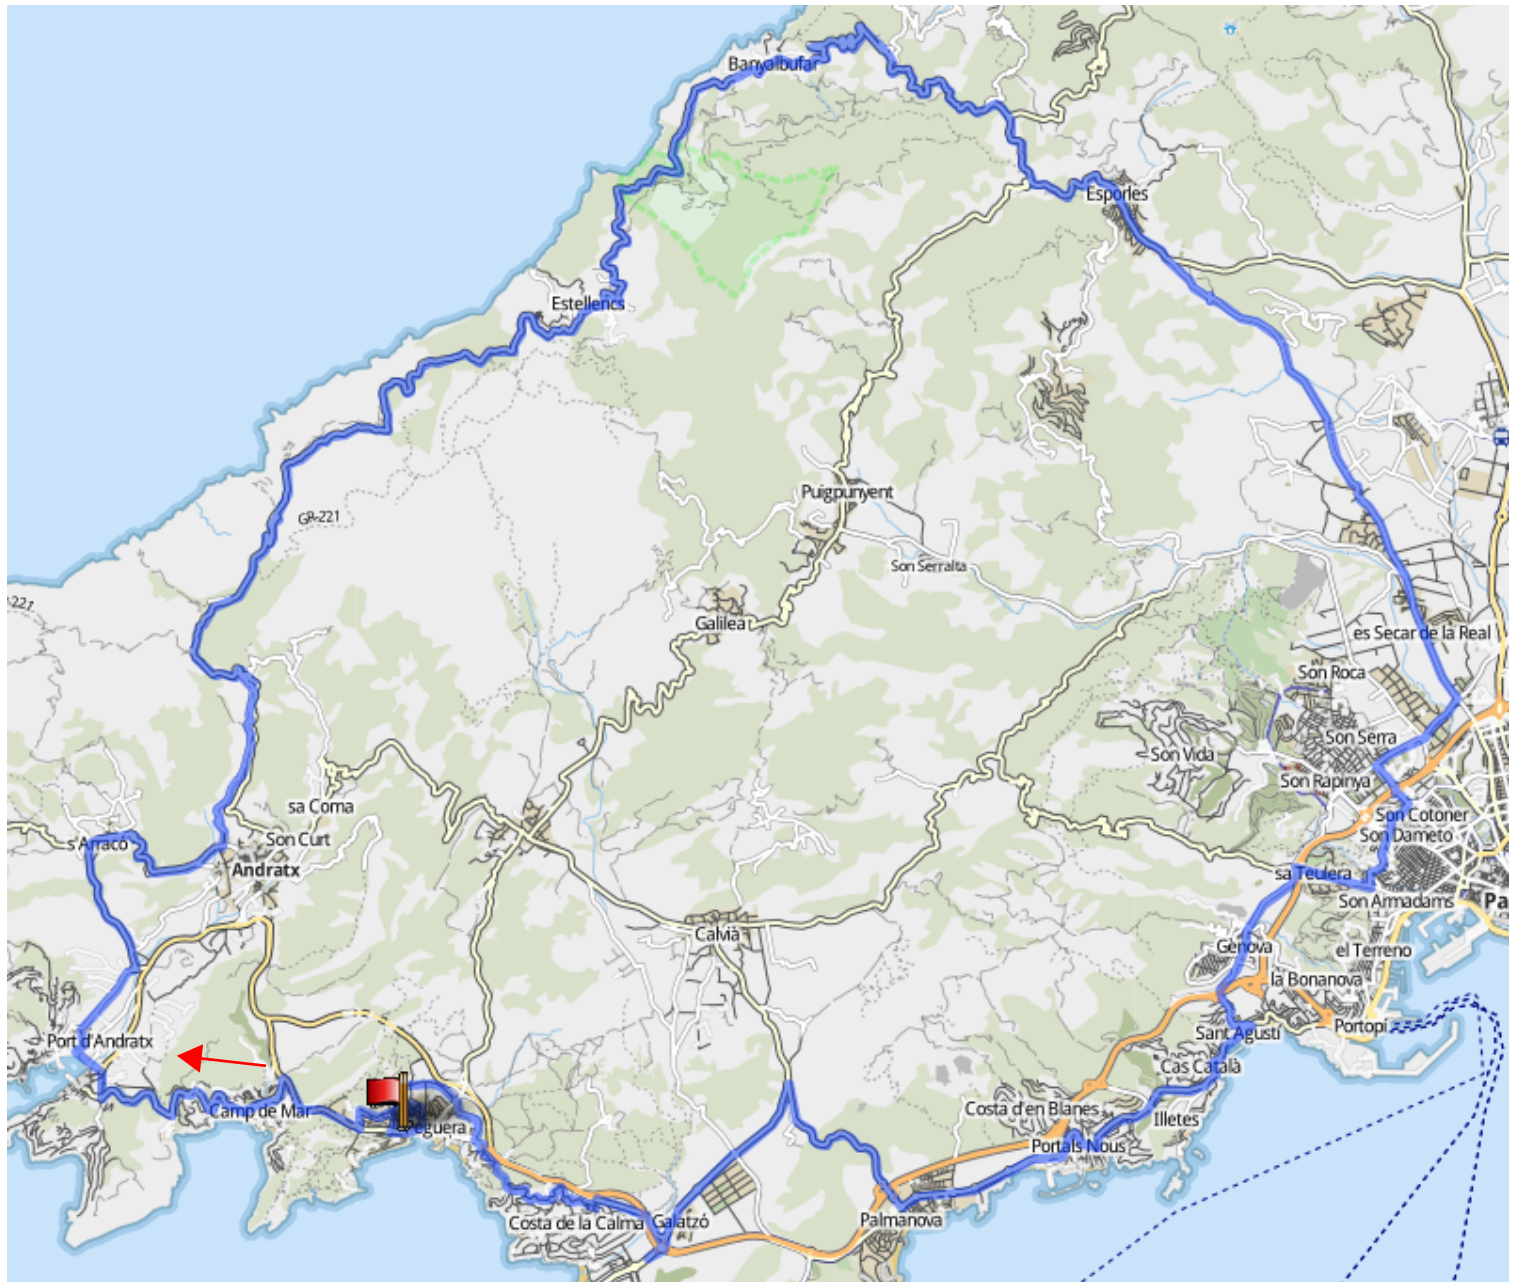 Banyalbufar
Esporles
Estellencs
Puigpunyent
GR-221
Son Serralta
-221
Galilea
es Secar de la Real
Son Roca
Son Serra
Son Vida
Son Rapinya
sa Coma
Son Cotoner
s'Arracó
Son Curt
Son Dameto
Andratx
sa Teulera
Son Armadams
Pa
Calvià
Gènova
el Terreno
la Bonanova
Port d'Andratx
Sant Agustí
Portopí
Cas Català
Camp de Mar
Costa d'en Blanes
Illetes
Peguera
Portals Nous
Costa de la Calma
Galatzó
Palmanova